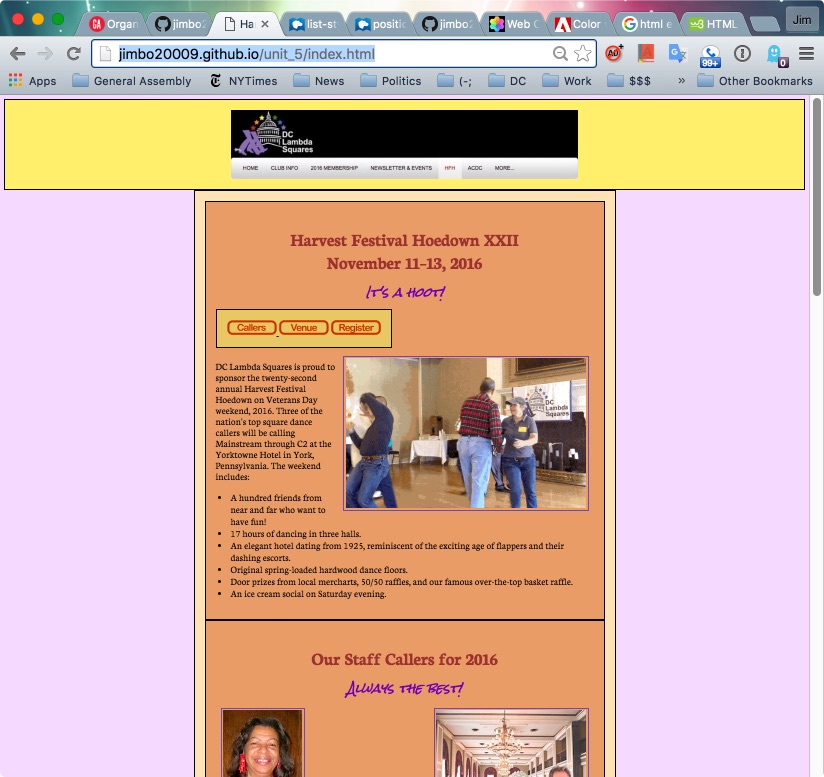 Organ
jimbo2
Ha
list-st
positic
jimbo2
Web C
Color
html e
HTML
Jim
jimbo20009.github.io/unit_5/index.html
99+
0
Apps
General Assembly
NYTimes
News
Politics
(-;
DC
Work
$$$
»
Other Bookmarks
DC
Lambda
Squares
HOME CLUB INFO 2016 MEMBERSHIP NEWSLETTER & EVENTS HFH ACDC MORE...
Harvest Festival Hoedown XXII
November 11–13, 2016
It's a hoot!
Callers Venue Register
DC Lambda Squares is proud to
sponsor the twenty-second
annual Harvest Festival
Hoedown on Veterans Day
weekend, 2016. Three of the
nation's top square dance
callers will be calling
Mainstream through C2 at the
Yorktowne Hotel in York,
Pennsylvania. The weekend
includes:
DC
Lambda
Squares
• A hundred friends from
near and far who want to
have fun!
• 17 hours of dancing in three halls.
• An elegant hotel dating from 1925, reminiscent of the exciting age of flappers and their
dashing escorts.
• Original spring-loaded hardwood dance floors.
• Door prizes from local mercharts, 50/50 raffles, and our famous over-the-top basket raffle.
• An ice cream social on Saturday evening.
Our Staff Callers for 2016
Always the best!